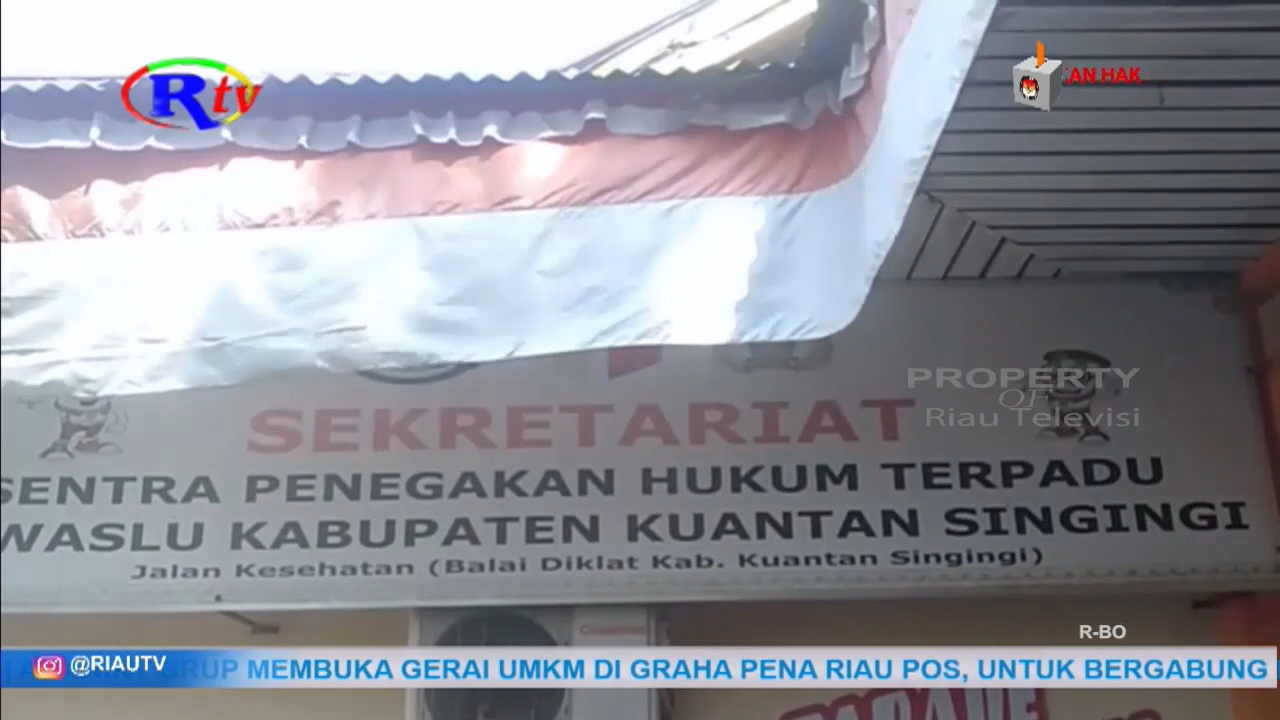 Rtv
AN HAK
PROPERTY
OF
Riau Televisi
SEKRETARIAT
SENTRA PENEGAKAN HUKUM TERPADU
WASLU KABUPATEN KUANTAN SINGINGI
Jalan Kesehatan (Balai Diklat Kab. Kuantan Singingi)
R-BO
@RIAUTV
GRUP MEMBUKA GERAI UMKM DI GRAHA PENA RIAU POS, UNTUK BERGABUNG